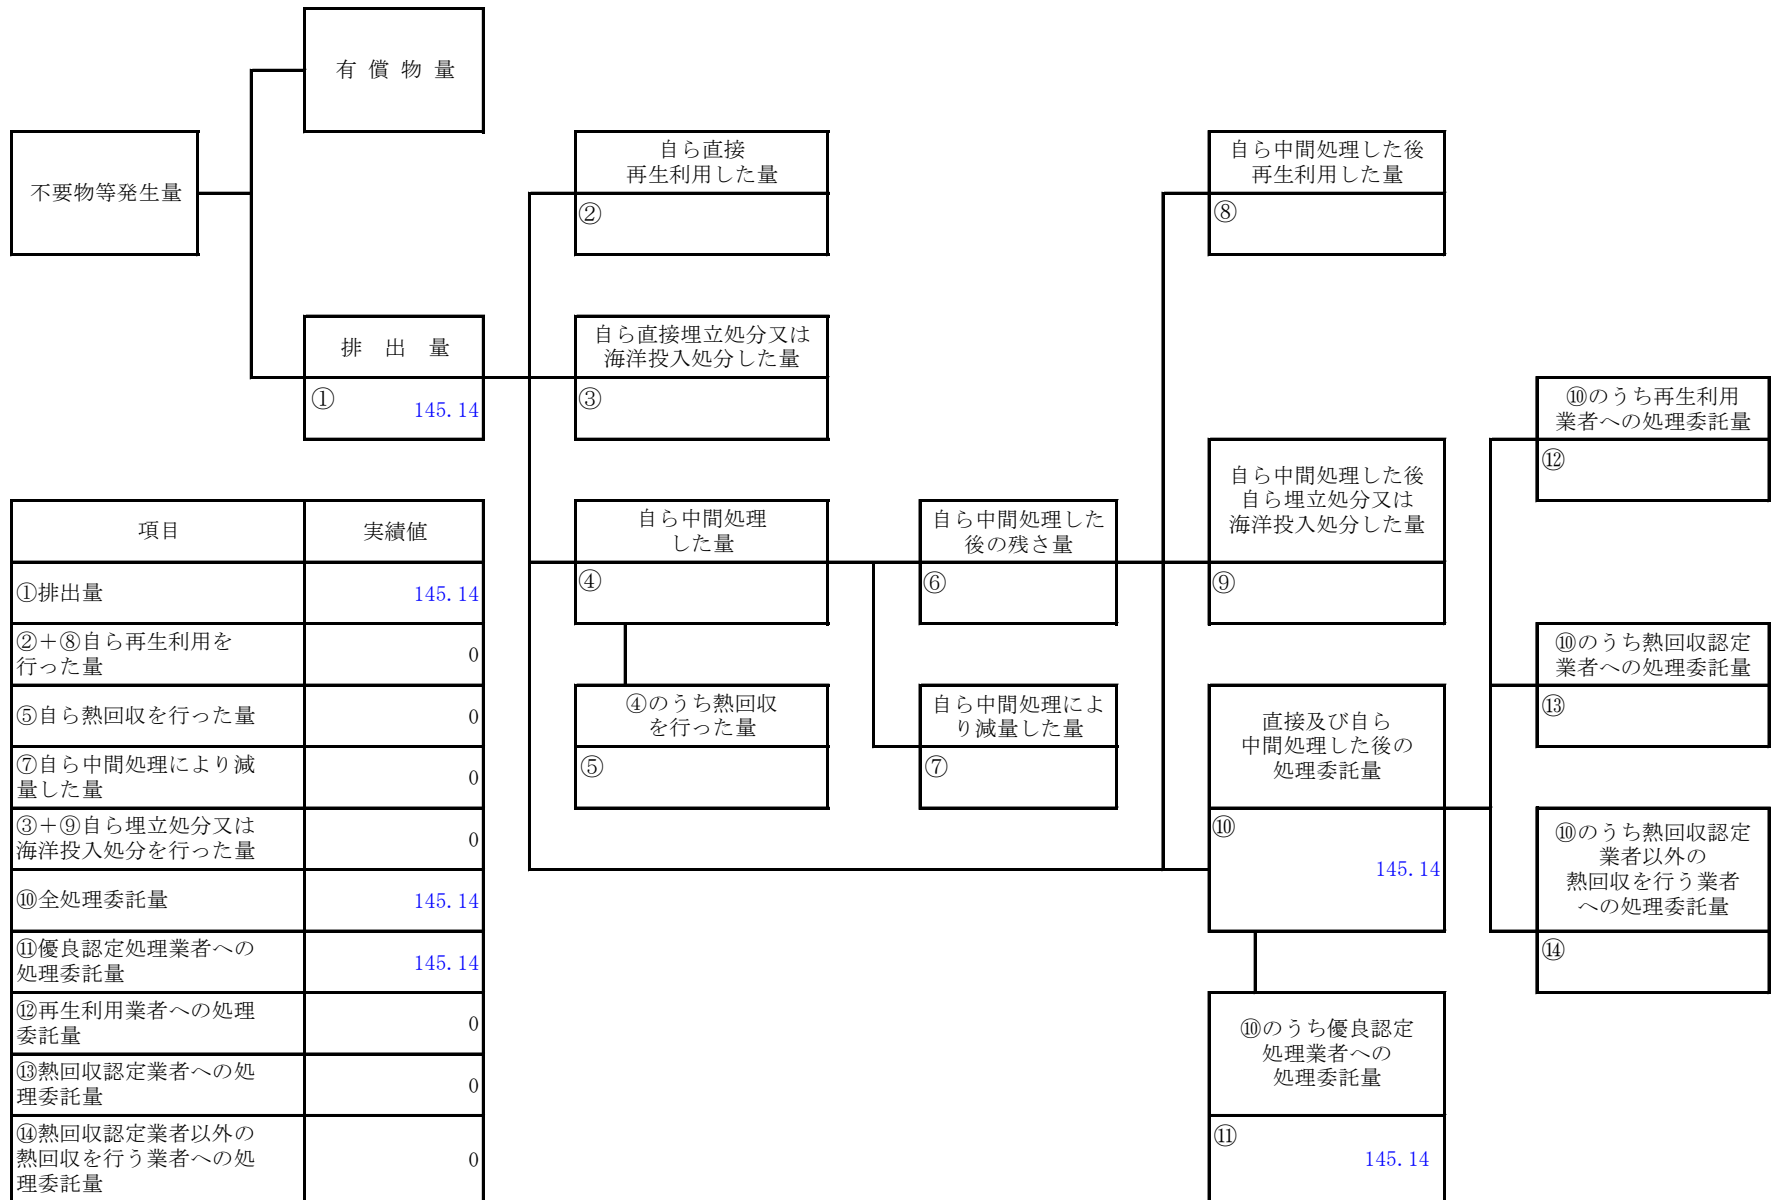 有 償 物 量
不要物等発生量
自ら直接
再生利用した量
②
自ら中間処理した後
再生利用した量
⑧
排 出 量
①
145.14
自ら直接埋立処分又は
海洋投入処分した量
③
⑩のうち再生利用
業者への処理委託量
⑫
自ら中間処理
した量
④
自ら中間処理した
後の残さ量
⑥
自ら中間処理した後
自ら埋立処分又は
海洋投入処分した量
⑨
⑩のうち熱回収認定
業者への処理委託量
⑬
④のうち熱回収
を行った量
⑤
自ら中間処理によ
り減量した量
⑦
直接及び自ら
中間処理した後の
処理委託量
⑩
145.14
⑩のうち熱回収認定
業者以外の
熱回収を行う業者
への処理委託量
⑭
⑩のうち優良認定
処理業者への
処理委託量
⑪
145.14
項目 実績値
①排出量 145.14
②＋⑧自ら再生利用を
行った量 0
⑤自ら熱回収を行った量 0
⑦自ら中間処理により減
量した量 0
③＋⑨自ら埋立処分又は
海洋投入処分を行った量 0
⑩全処理委託量 145.14
⑪優良認定処理業者への
処理委託量 145.14
⑫再生利用業者への処理
委託量 0
⑬熱回収認定業者への処
理委託量 0
⑭熱回収認定業者以外の
熱回収を行う業者への処
理委託量 0